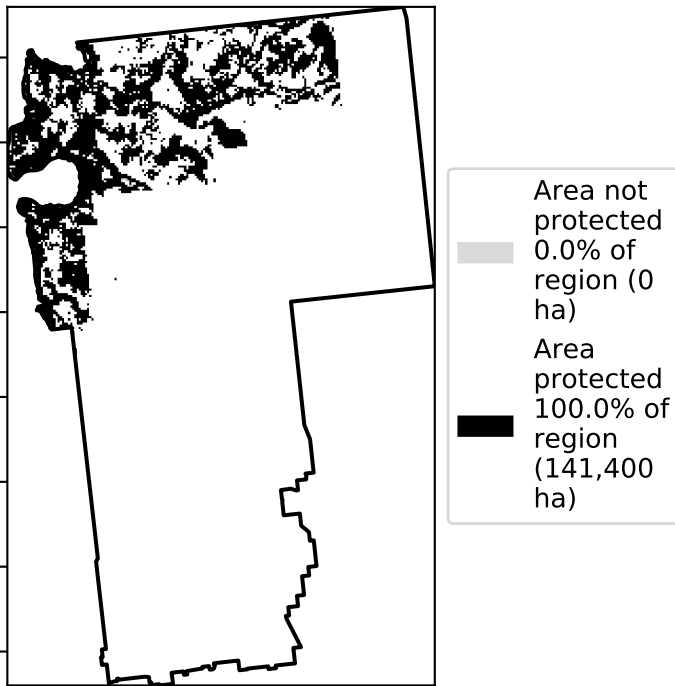 Area not
protected
0.0% of
region (0
ha)
Area
protected
100.0% of
region
(141,400
ha)